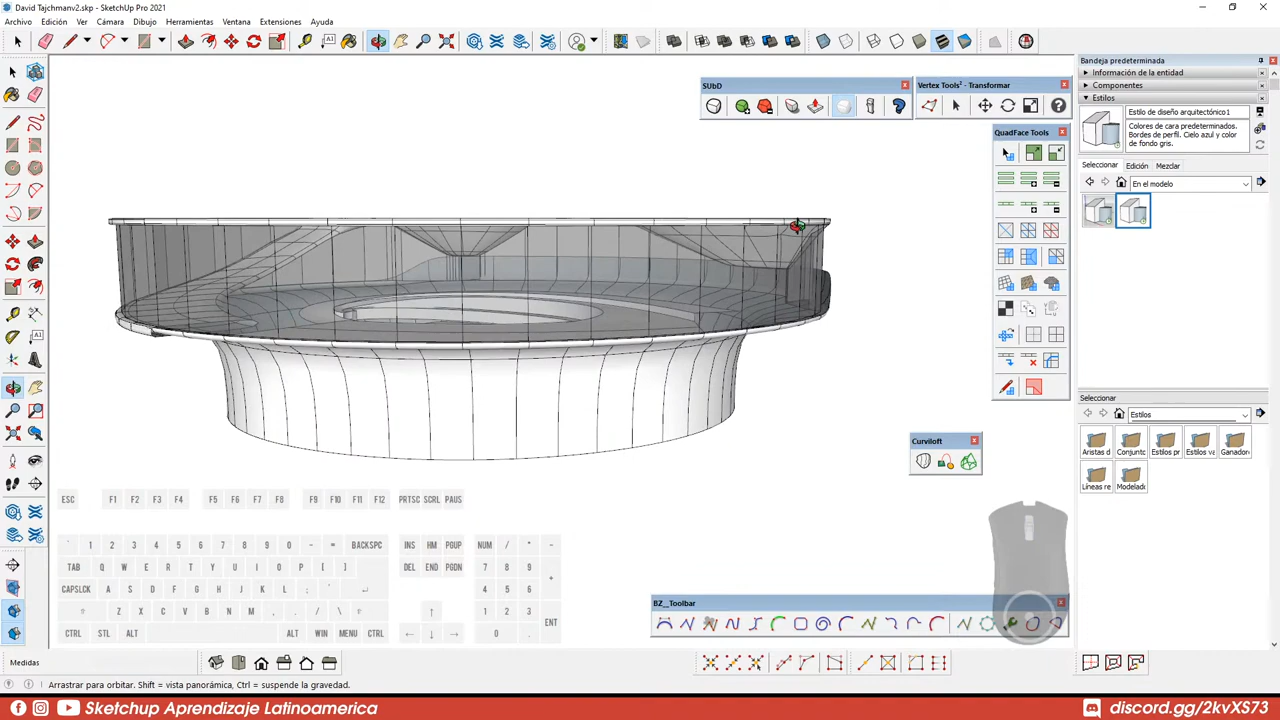 David Tajchmanv2.skp - SketchUp Pro 2021
Archivo Edición Ver Cámara Dibujo Herramientas Ventana Extensiones Ayuda
SUbD
Vertex Tools² - Transformar
QuadFace Tools
Curviloft
BZ__Toolbar
Bandeja predeterminada
Información de la entidad
Componentes
Estilos
Estilo de diseño arquitectónico1
Colores de cara predeterminados.
Bordes de perfil. Cielo azul y color
de fondo gris.
Seleccionar Edición Mezclar
En el modelo
Seleccionar
Estilos
Aristas d Conjunto Estilos pr Estilos va Ganadore
Líneas re Modelado
ESC F1 F2 F3 F4 F5 F6 F7 F8 F9 F10 F11 F12 PRTSC SCRL PAUS
` 1 2 3 4 5 6 7 8 9 0 - = BACKSPC INS HM PGUP NUM / * -
TAB Q W E R T Y U I O P [ ] DEL END PGDN 7 8 9 +
CAPSLCK A S D F G H J K L ; ' ↵ 4 5 6
⇧ Z X C V B N M , . / \ ⇧ ↑ 1 2 3 ENT
CTRL STL ALT ALT WIN MENU CTRL ← ↓ → 0 .
Medidas
Arrastrar para orbitar. Shift = vista panorámica, Ctrl = suspende la gravedad.
Sketchup Aprendizaje Latinoamerica
discord.gg/2kvXS73